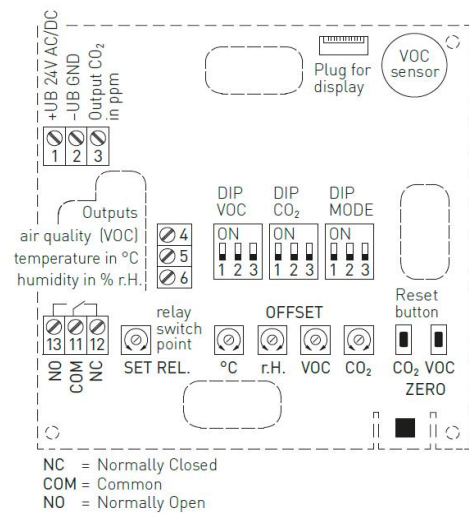 +UB 24V AC/DC
–UB GND
Output CO₂
in ppm
1 2 3
Plug for
display
VOC
sensor
Outputs
air quality (VOC)
temperature in °C
humidity in % r.H.
4
5
6
DIP
VOC
ON
1 2 3
DIP
CO₂
ON
1 2 3
DIP
MODE
ON
1 2 3
13 11 12
NO
COM
NC
relay
switch
point
SET REL.
OFFSET
°C r.H. VOC CO₂
Reset
button
CO₂ VOC
ZERO
NC = Normally Closed
COM = Common
NO = Normally Open